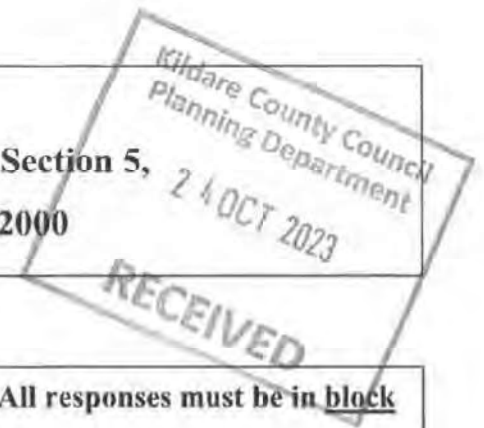 Kildare County Council
Planning Department
24 OCT 2023
RECEIVED
Section 5,
2000
All responses must be in block